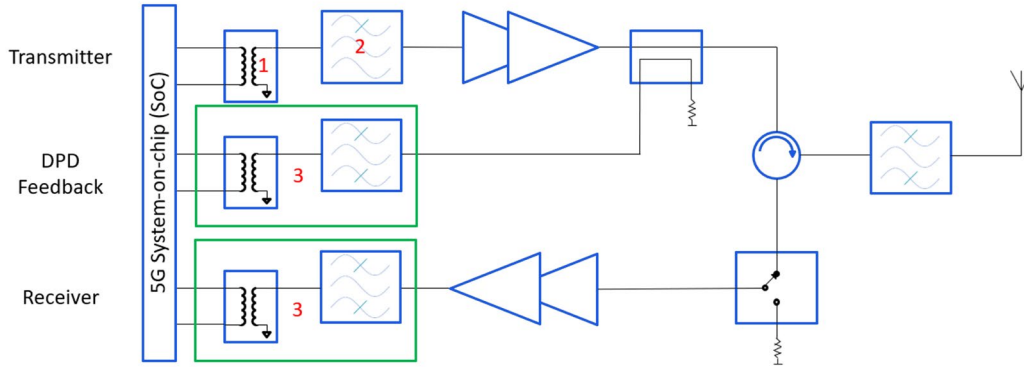 Transmitter
1
2
DPD
Feedback
3
Receiver
3
5G System-on-chip (SoC)